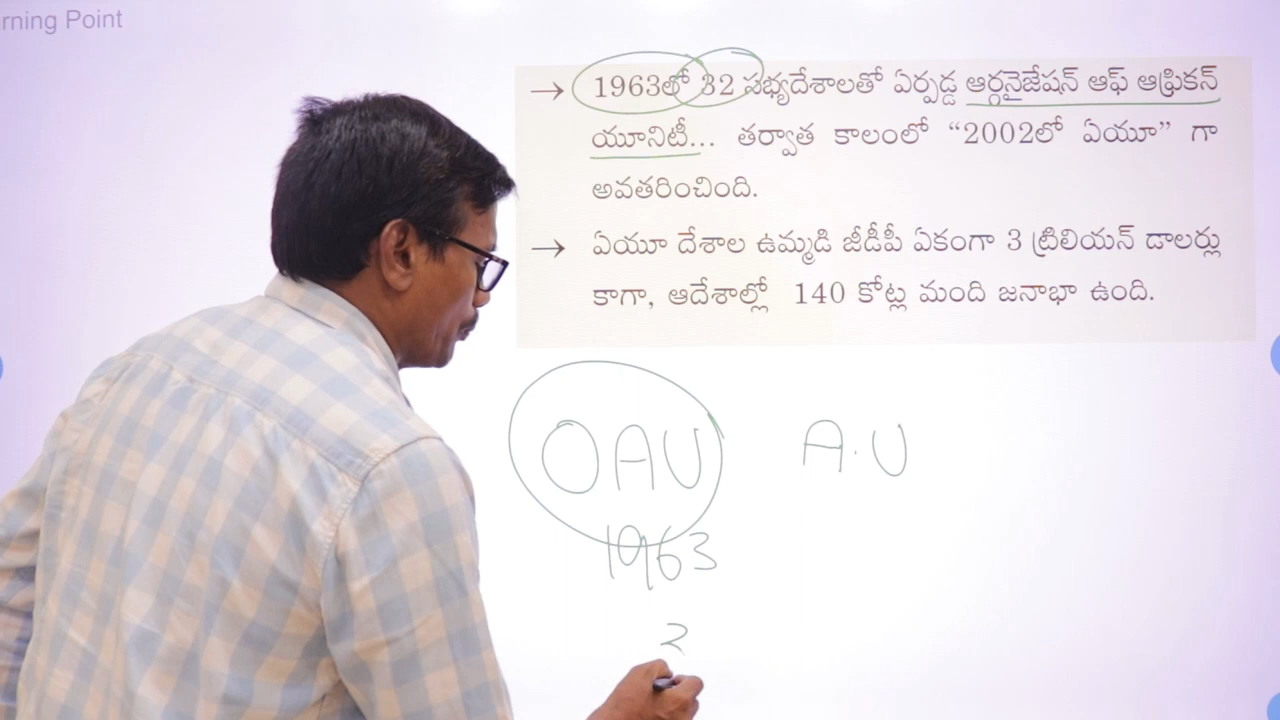 rning Point
→ 1963లో 32 సభ్యదేశాలతో ఏర్పడ్డ ఆర్గనైజేషన్ ఆఫ్ ఆఫ్రికన్
యూనిటీ... తర్వాత కాలంలో “2002లో ఏయూ” గా
అవతరించింది.
→ ఏయూ దేశాల ఉమ్మడి జీడీపీ ఏకంగా 3 ట్రిలియన్ డాలర్లు
కాగా, ఆదేశాల్లో 140 కోట్ల మంది జనాభా ఉంది.
OAU A.U
1963
2